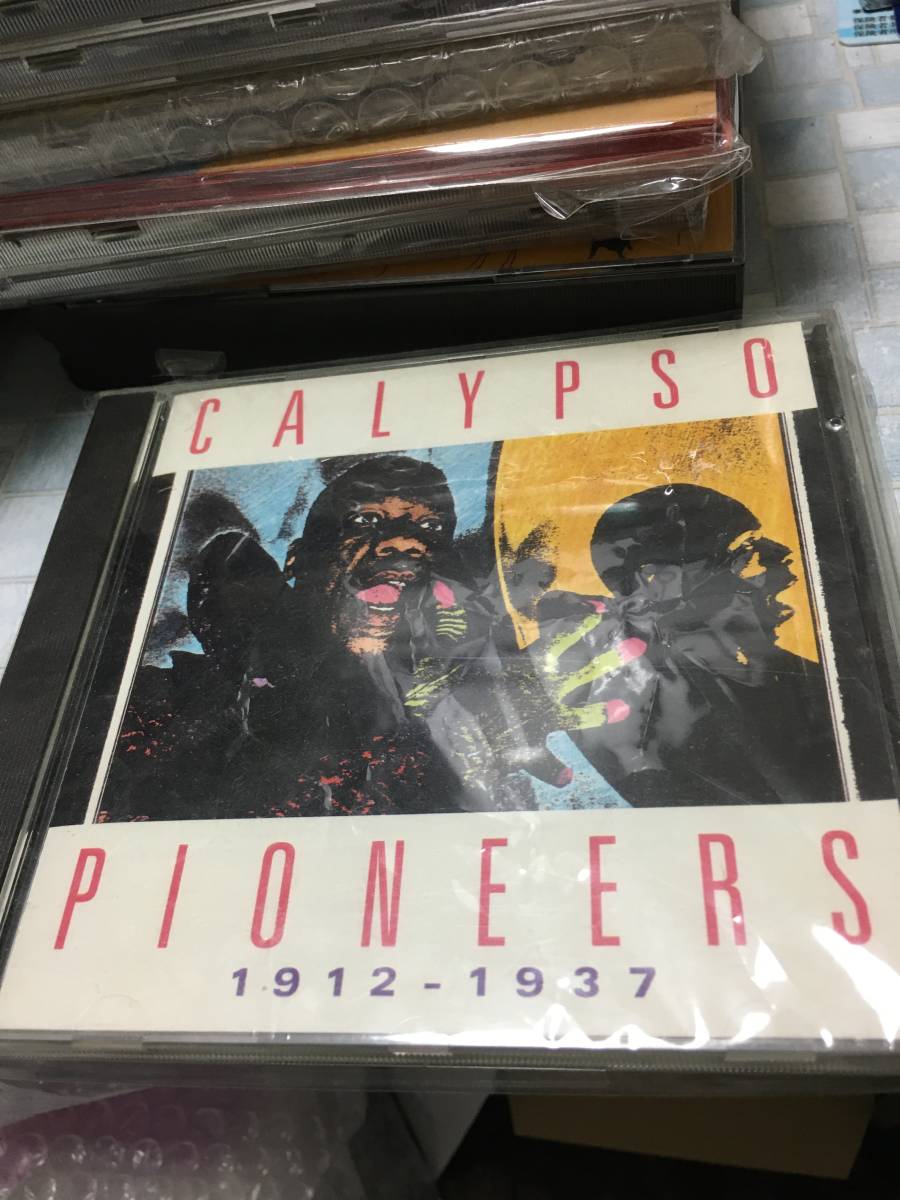 CALYPSO
PIONEERS
1912-1937